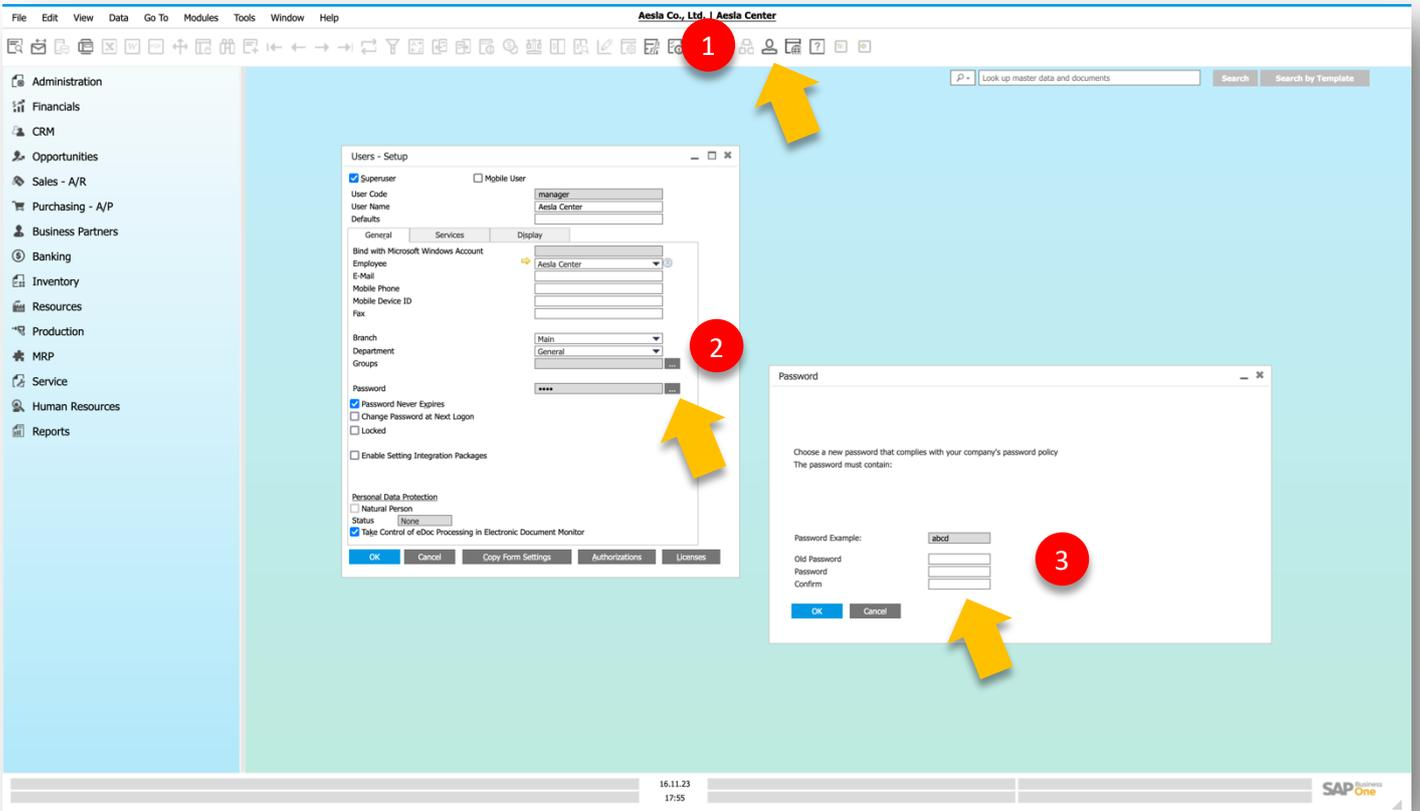 File Edit View Data Go To Modules Tools Window Help
Aesla Co., Ltd. | Aesla Center
1
Look up master data and documents
Search Search by Template
Administration
Financials
CRM
Opportunities
Sales - A/R
Purchasing - A/P
Business Partners
Banking
Inventory
Resources
Production
MRP
Service
Human Resources
Reports
Users - Setup
Superuser Mobile User
User Code manager
User Name Aesla Center
Defaults
General Services Display
Bind with Microsoft Windows Account
Employee Aesla Center
E-Mail
Mobile Phone
Mobile Device ID
Fax
Branch Main
Department General
Groups ...
2
Password •••• ...
Password Never Expires
Change Password at Next Logon
Locked
Enable Setting Integration Packages
Personal Data Protection
Natural Person
Status None
Take Control of eDoc Processing in Electronic Document Monitor
OK Cancel Copy Form Settings Authorizations Licenses
Password
Choose a new password that complies with your company's password policy
The password must contain:
Password Example: abcd
Old Password
Password
Confirm
3
OK Cancel
16.11.23
17:55
SAP Business One